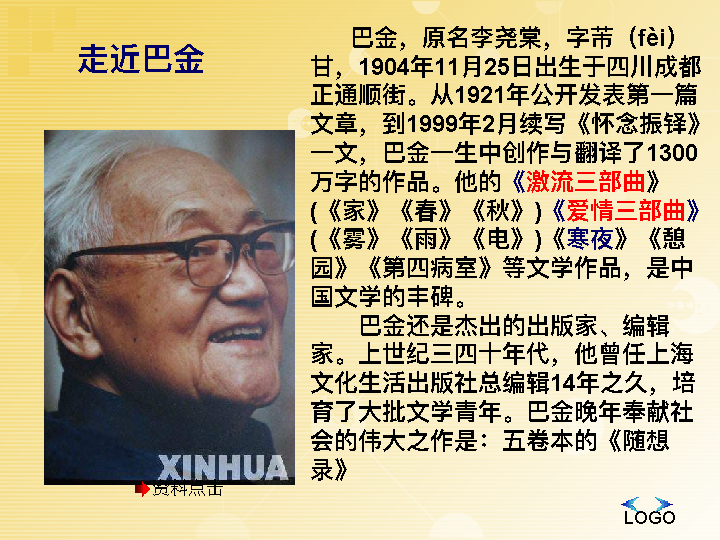 走近巴金
巴金，原名李尧棠，字芾（fèi）
甘，1904年11月25日出生于四川成都
正通顺街。从1921年公开发表第一篇
文章，到1999年2月续写《怀念振铎》
一文，巴金一生中创作与翻译了1300
万字的作品。他的《激流三部曲》
(《家》《春》《秋》)《爱情三部曲》
(《雾》《雨》《电》)《寒夜》《憩
园》《第四病室》等文学作品，是中
国文学的丰碑。
巴金还是杰出的出版家、编辑
家。上世纪三四十年代，他曾任上海
文化生活出版社总编辑14年之久，培
育了大批文学青年。巴金晚年奉献社
会的伟大之作是：五卷本的《随想
录》
XINHUA
资料点击
LOGO